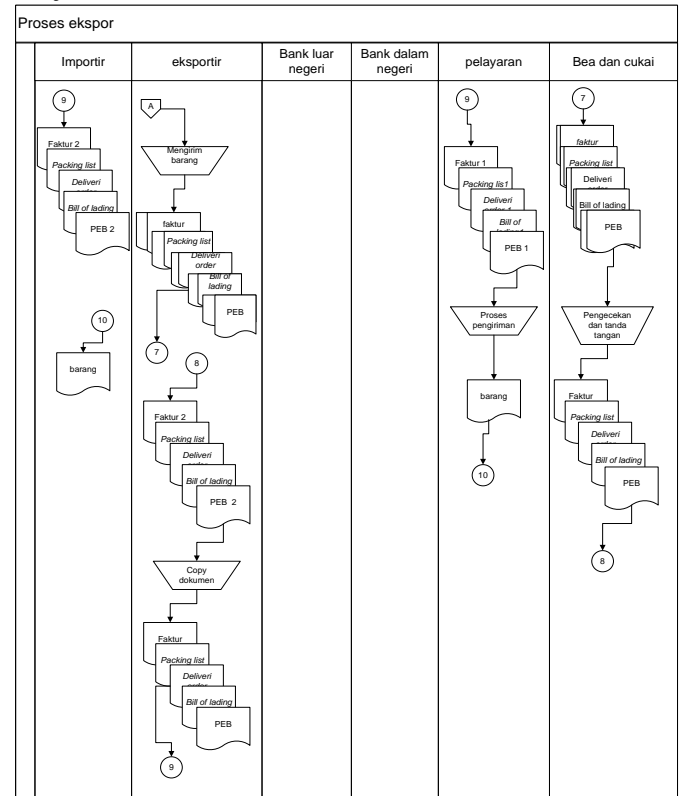 Proses ekspor
Importir
eksportir
Bank luar
negeri
Bank dalam
negeri
pelayaran
Bea dan cukai
9
Faktur 2
Packing list
Deliveri
order
Bill of lading
PEB 2
10
barang
A
Mengirim
barang
faktur
Packing list
Deliveri
order
Bill of
lading
PEB
7
8
Faktur 2
Packing list
Deliveri
order
Bill of lading
PEB 2
Copy
dokumen
Faktur
Packing list
Deliveri
order
Bill of lading
PEB
9
9
Faktur 1
Packing lis1
Deliveri
order 1
Bill of
lading1
PEB 1
Proses
pengiriman
barang
10
7
faktur
Packing list
Deliveri
order
Bill of lading
PEB
Pengecekan
dan tanda
tangan
Faktur
Packing list
Deliveri
order
Bill of lading
PEB
8